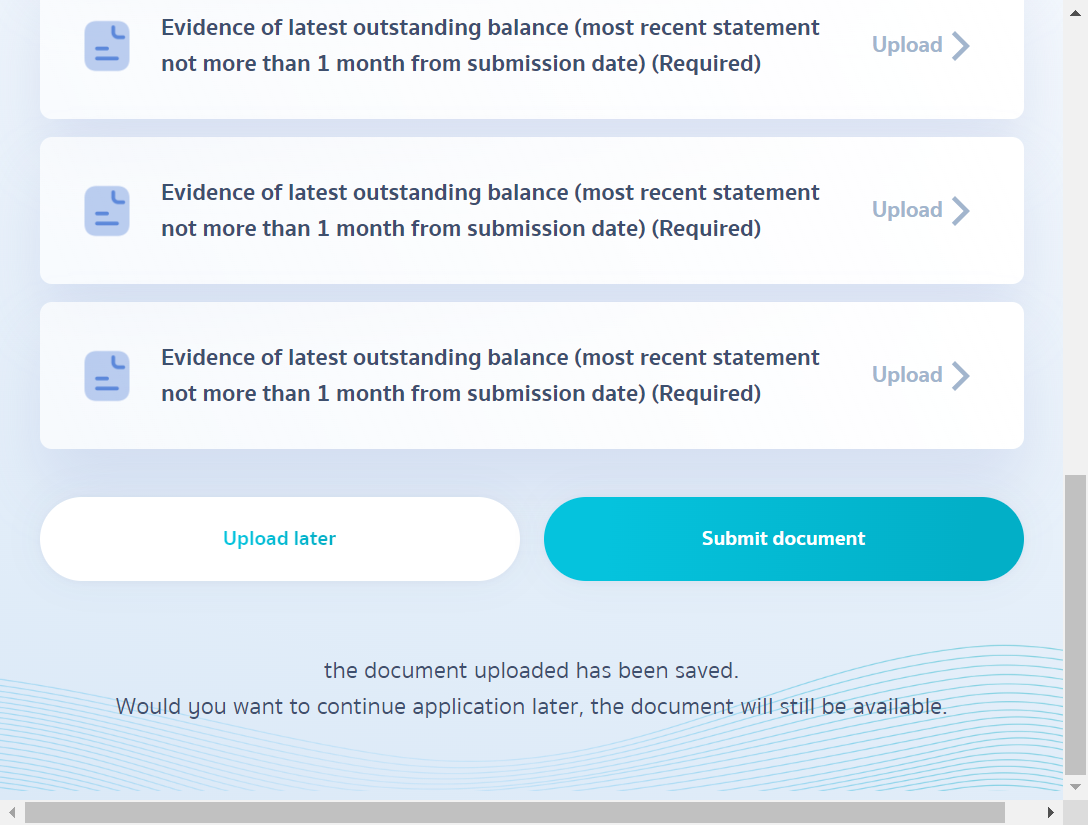 Evidence of latest outstanding balance (most recent statement
not more than 1 month from submission date) (Required)
Upload
Evidence of latest outstanding balance (most recent statement
not more than 1 month from submission date) (Required)
Upload
Evidence of latest outstanding balance (most recent statement
not more than 1 month from submission date) (Required)
Upload
Upload later
Submit document
the document uploaded has been saved.
Would you want to continue application later, the document will still be available.